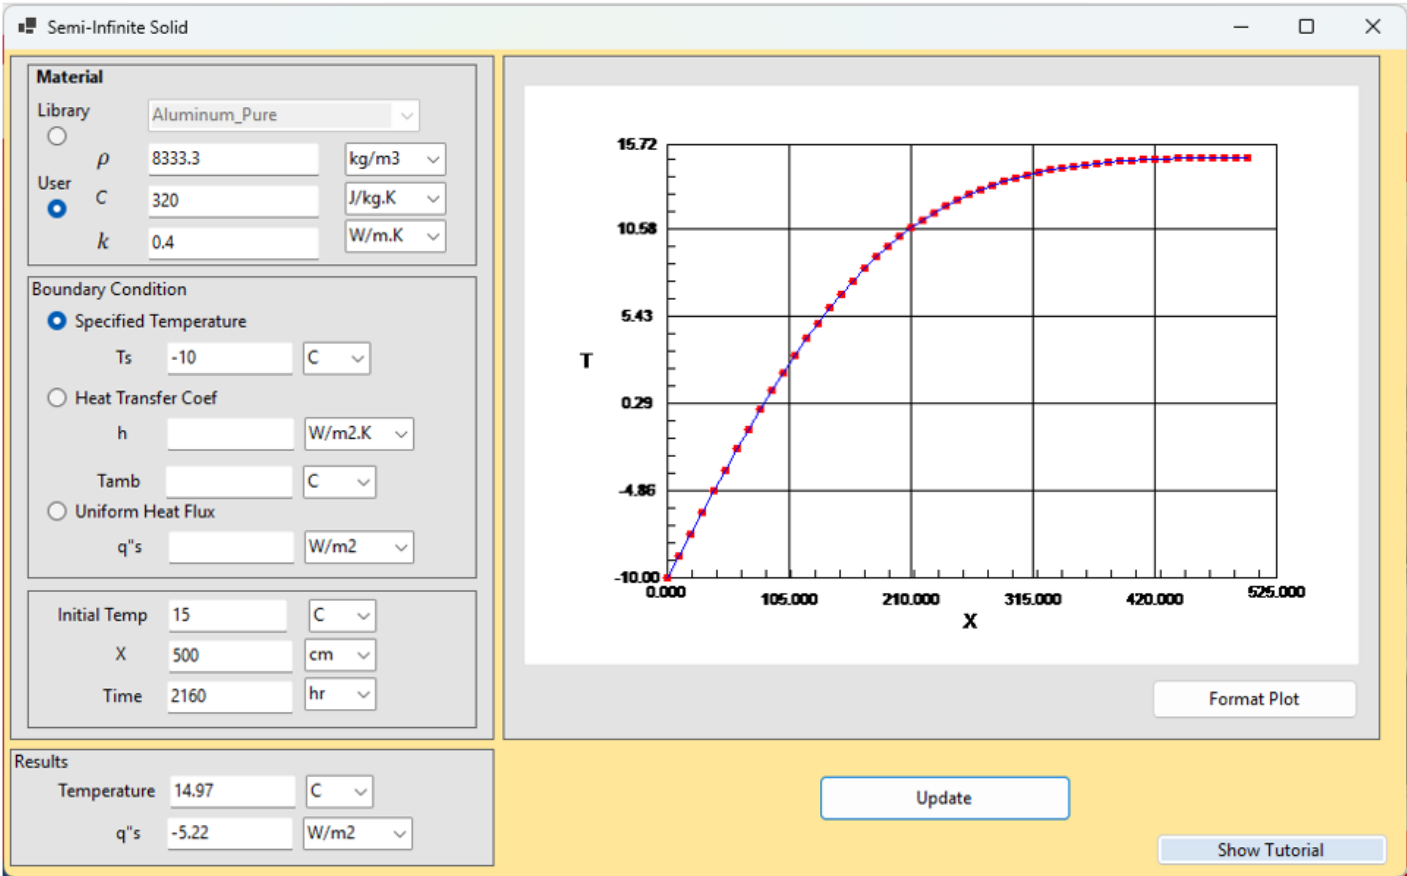 Semi-Infinite Solid
Material
Library
Aluminum_Pure
ρ 8333.3 kg/m3
User
C 320 J/kg.K
k 0.4 W/m.K
Boundary Condition
Specified Temperature
Ts -10 C
Heat Transfer Coef
h W/m2.K
Tamb C
Uniform Heat Flux
q"s W/m2
Initial Temp 15 C
X 500 cm
Time 2160 hr
Results
Temperature 14.97 C
q"s -5.22 W/m2
15.72
10.58
5.43
T
0.29
-4.86
-10.00
0.000 105.000 210.000 315.000 420.000 525.000
X
Format Plot
Update
Show Tutorial